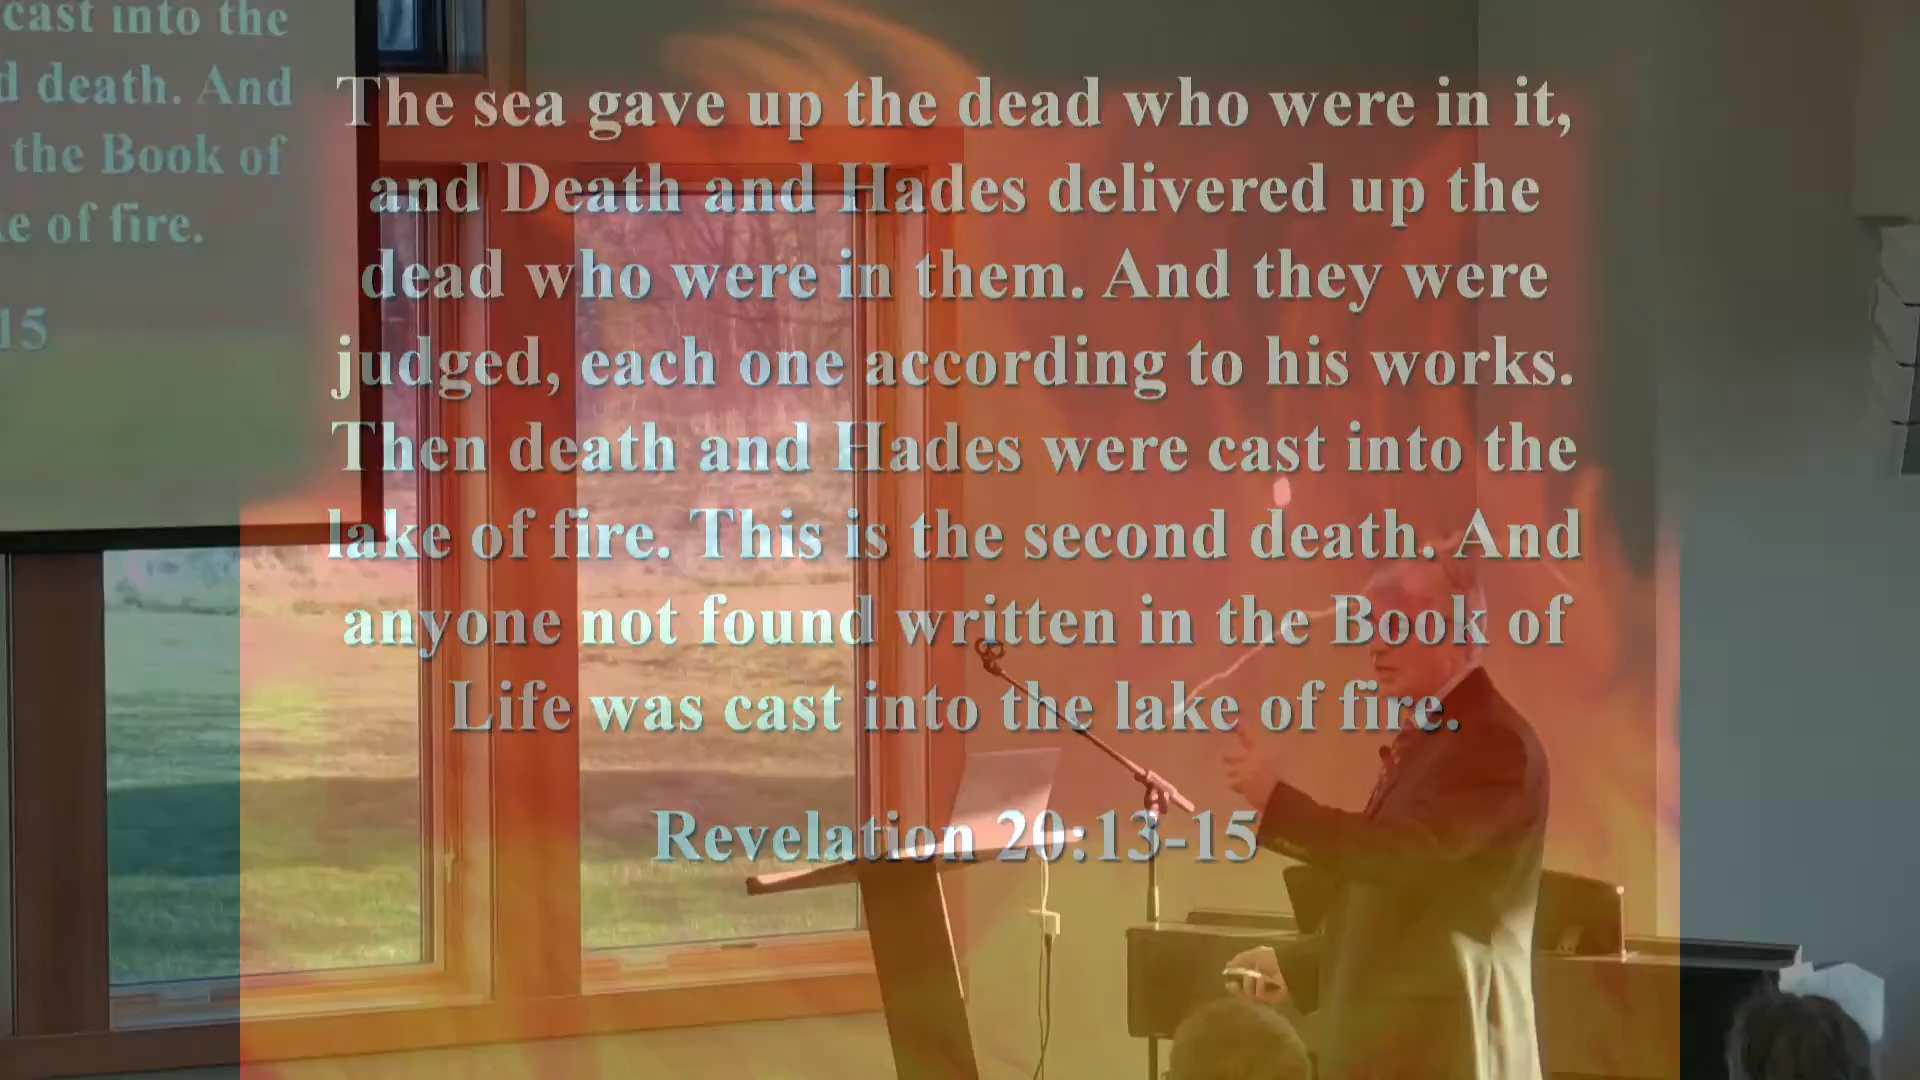 cast into the
death. And
the Book of
of fire.
15
The sea gave up the dead who were in it,
and Death and Hades delivered up the
dead who were in them. And they were
judged, each one according to his works.
Then death and Hades were cast into the
lake of fire. This is the second death. And
anyone not found written in the Book of
Life was cast into the lake of fire.
Revelation 20:13-15